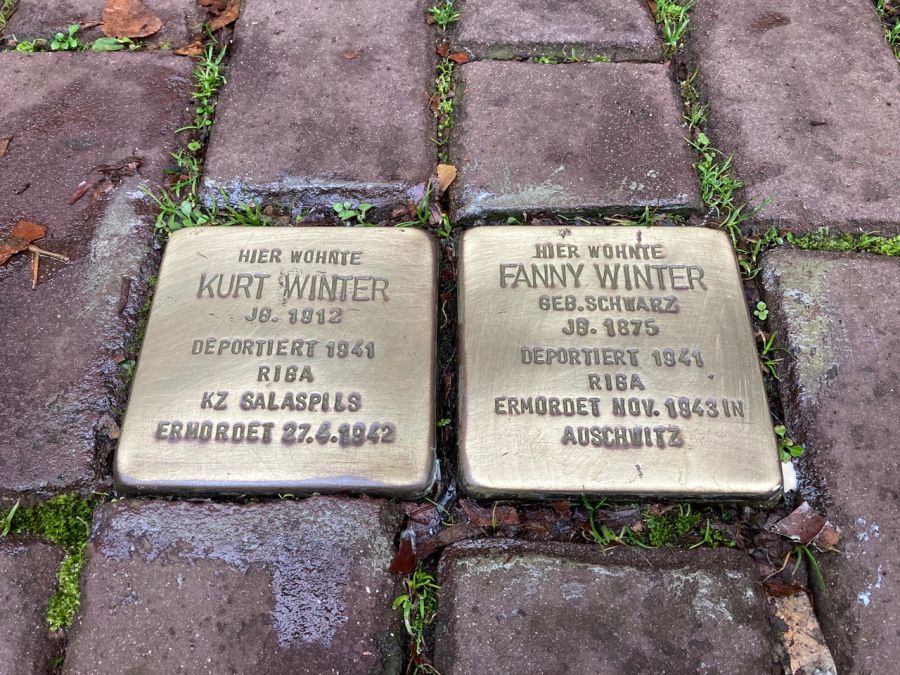 HIER WOHNTE
KURT WINTER
JG. 1912
DEPORTIERT 1941
RIGA
KZ SALASPILS
ERMORDET 27.4.1942
HIER WOHNTE
FANNY WINTER
GEB. SCHWARZ
JG. 1875
DEPORTIERT 1941
RIGA
ERMORDET NOV. 1943 IN
AUSCHWITZ